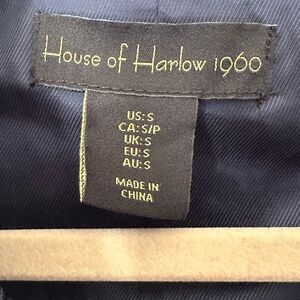 House of Harlow 1960
US: S
CA: S/P
UK: S
EU: S
AU: S
MADE IN
CHINA